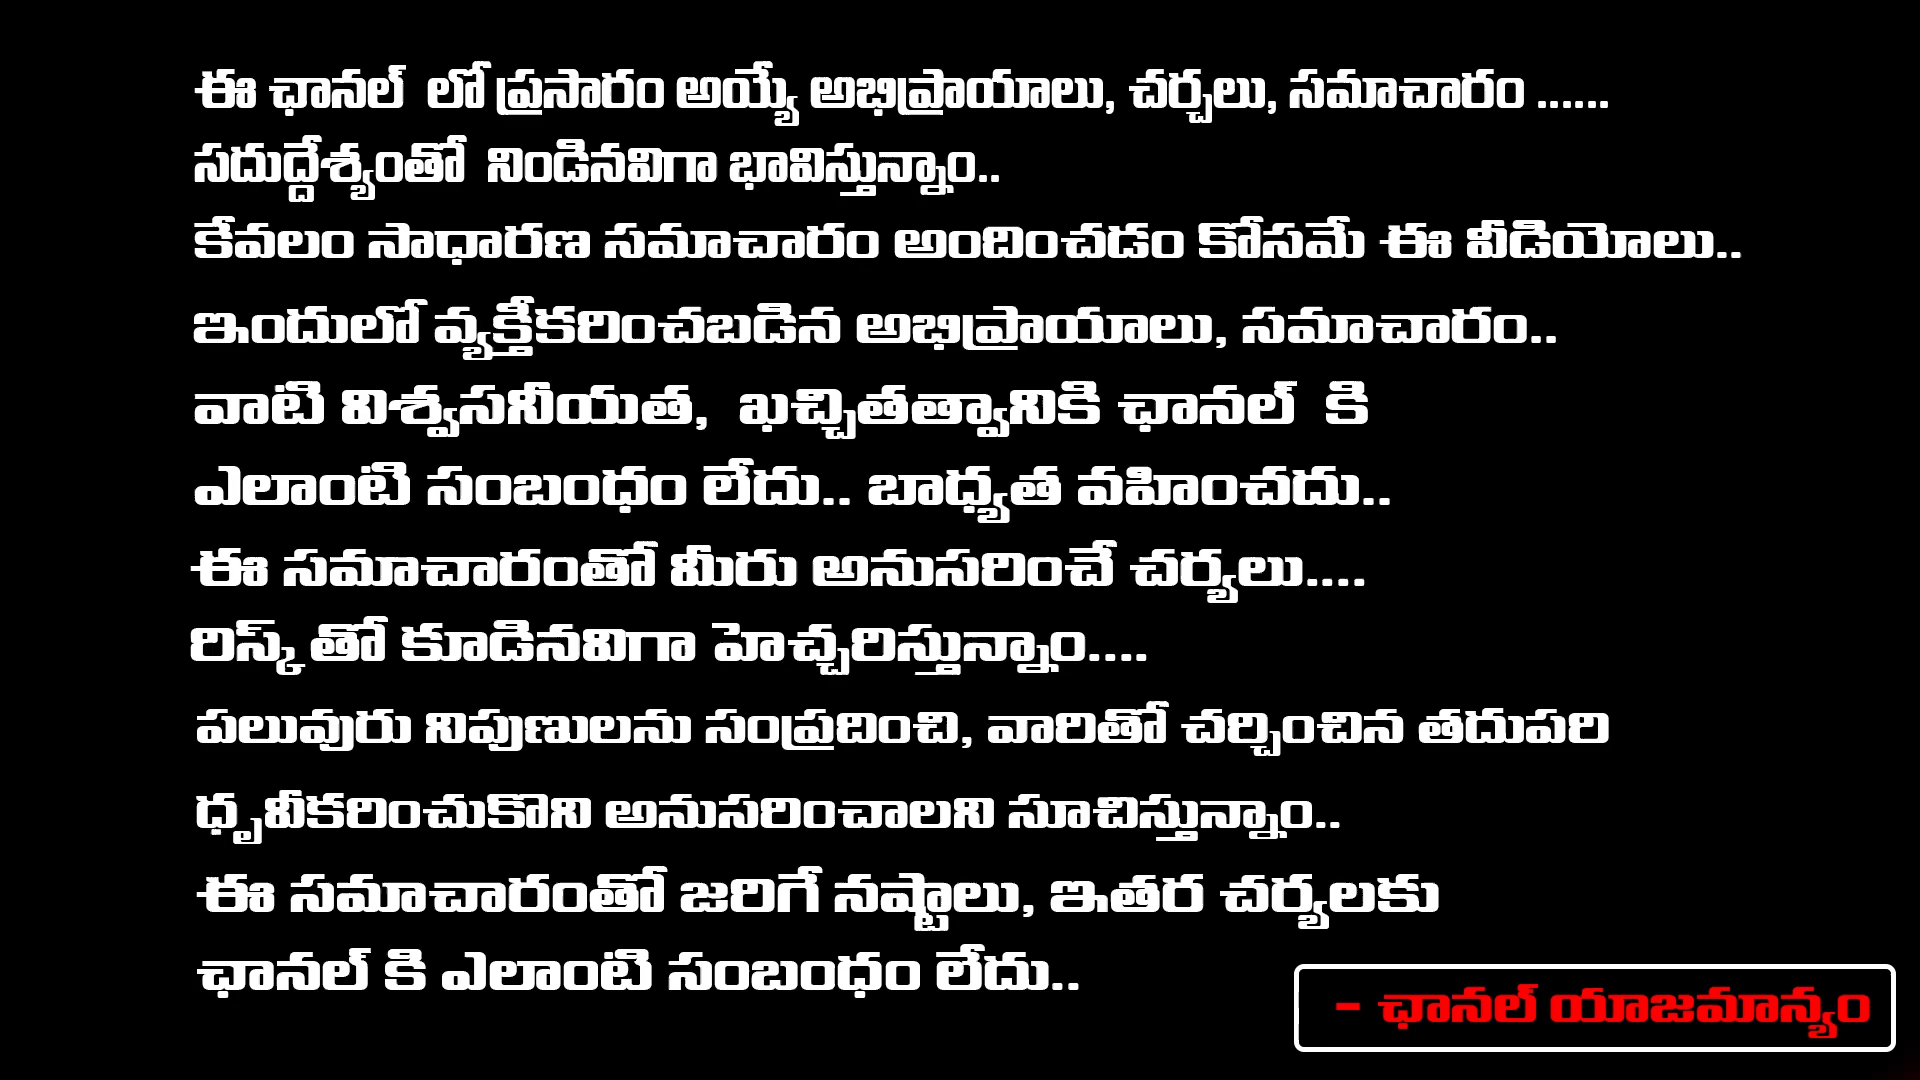 ఈ ఛానల్ లో ప్రసారం అయ్యే అభిప్రాయాలు, చర్చలు, సమాచారం ......
సదుద్దేశ్యంతో నిండినవిగా భావిస్తున్నాం..
కేవలం సాధారణ సమాచారం అందించడం కోసమే ఈ వీడియోలు..
ఇందులో వ్యక్తీకరించబడిన అభిప్రాయాలు, సమాచారం..
వాటి విశ్వసనీయత, ఖచ్చితత్వానికి ఛానల్ కి
ఎలాంటి సంబంధం లేదు.. బాధ్యత వహించదు..
ఈ సమాచారంతో మీరు అనుసరించే చర్యలు....
రిస్క్ తో కూడినవిగా హెచ్చరిస్తున్నాం....
పలువురు నిపుణులను సంప్రదించి, వారితో చర్చించిన తదుపరి
ధృవీకరించుకొని అనుసరించాలని సూచిస్తున్నాం..
ఈ సమాచారంతో జరిగే నష్టాలు, ఇతర చర్యలకు
ఛానల్ కి ఎలాంటి సంబంధం లేదు..
- ఛానల్ యాజమాన్యం